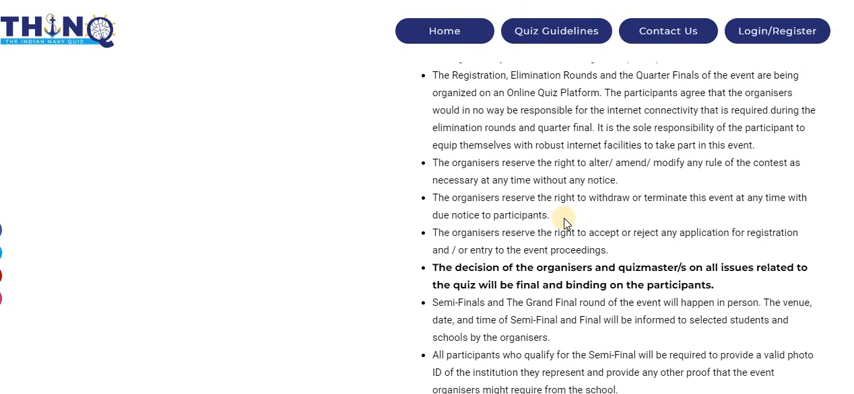 THINQ
THE INDIAN NAVY QUIZ
Home
Quiz Guidelines
Contact Us
Login/Register
The Registration, Elimination Rounds and the Quarter Finals of the event are being
organized on an Online Quiz Platform. The participants agree that the organisers
would in no way be responsible for the internet connectivity that is required during the
elimination rounds and quarter final. It is the sole responsibility of the participant to
equip themselves with robust internet facilities to take part in this event.
The organisers reserve the right to alter/ amend/ modify any rule of the contest as
necessary at any time without any notice.
The organisers reserve the right to withdraw or terminate this event at any time with
due notice to participants.
The organisers reserve the right to accept or reject any application for registration
and / or entry to the event proceedings.
The decision of the organisers and quizmaster/s on all issues related to
the quiz will be final and binding on the participants.
Semi-Finals and The Grand Final round of the event will happen in person. The venue,
date, and time of Semi-Final and Final will be informed to selected students and
schools by the organisers.
All participants who qualify for the Semi-Final will be required to provide a valid photo
ID of the institution they represent and provide any other proof that the event
organisers might require from the school.